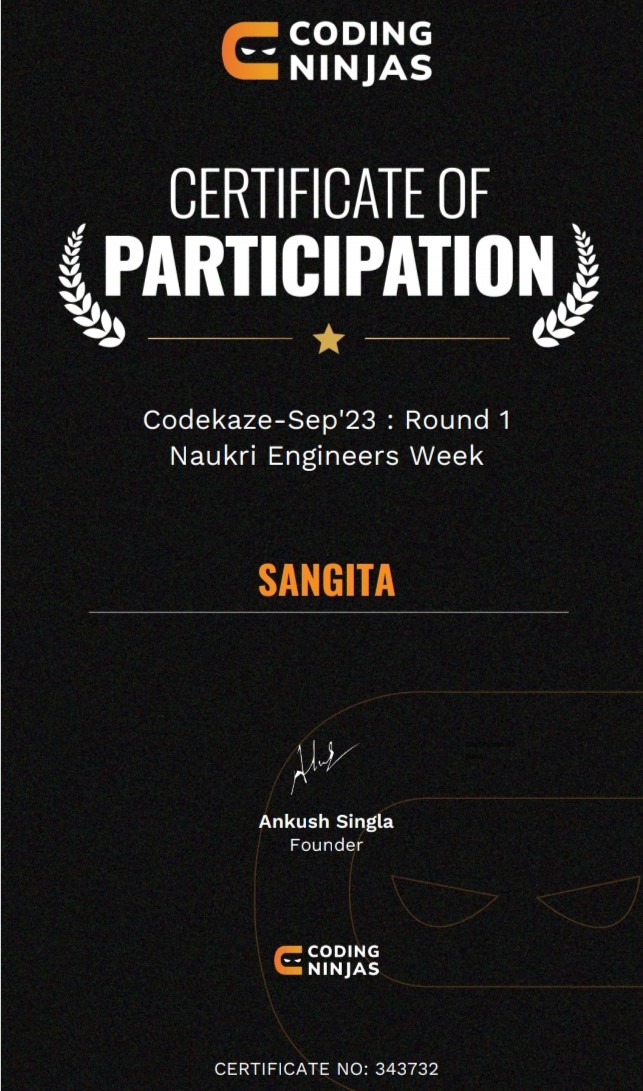 CODING
NINJAS
CERTIFICATE OF
PARTICIPATION
Codekaze-Sep'23 : Round 1
Naukri Engineers Week
SANGITA
Ankush Singla
Founder
CODING
NINJAS
CERTIFICATE NO: 343732